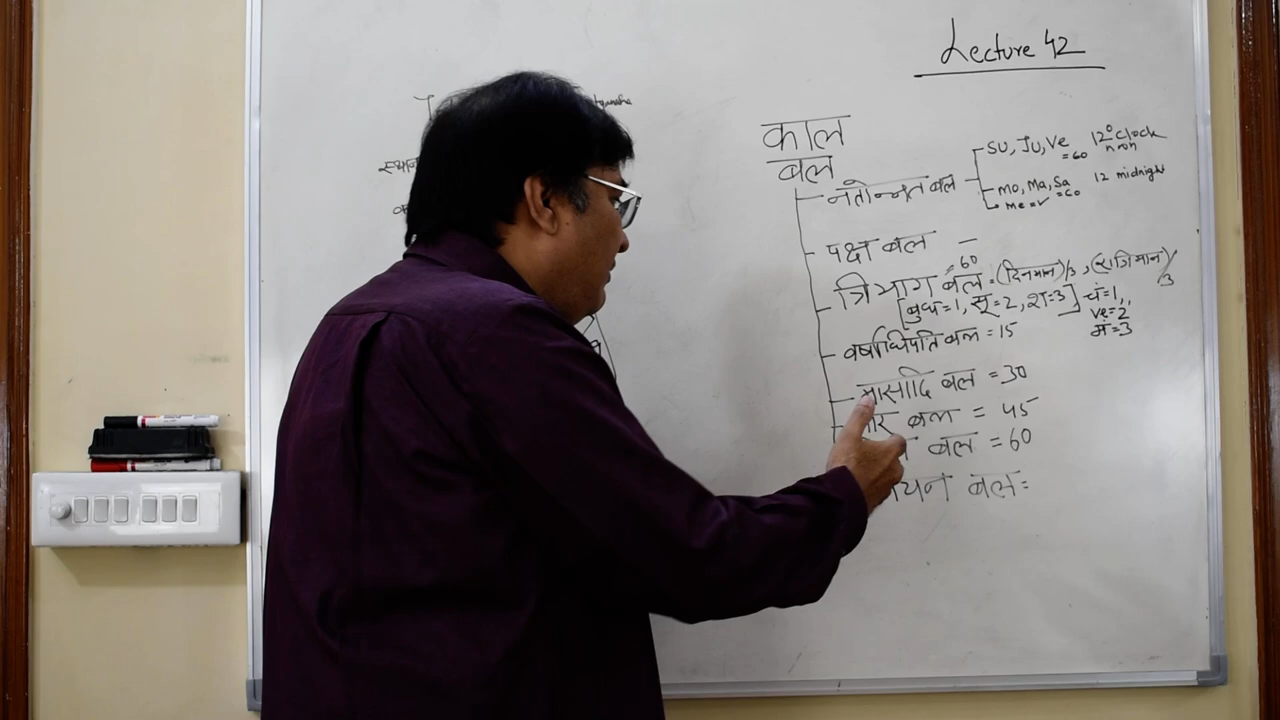 Lecture 42
काल
बल
नतोन्नत बल
SU, JU, Ve = 60 12 O'Clock noon
Mo, Ma, Sa = 60 12 midnight
Me = ✓
पक्ष बल —
त्रिभाग बल = 60 (दिनमान)/3, (रात्रिमान)/3
[बुध=1, सू=2, श=3] चं=1,
Ve=2
मं=3
वर्षाधिपति बल = 15
मासादि बल = 30
वार बल = 45
बल = 60
यन बल =